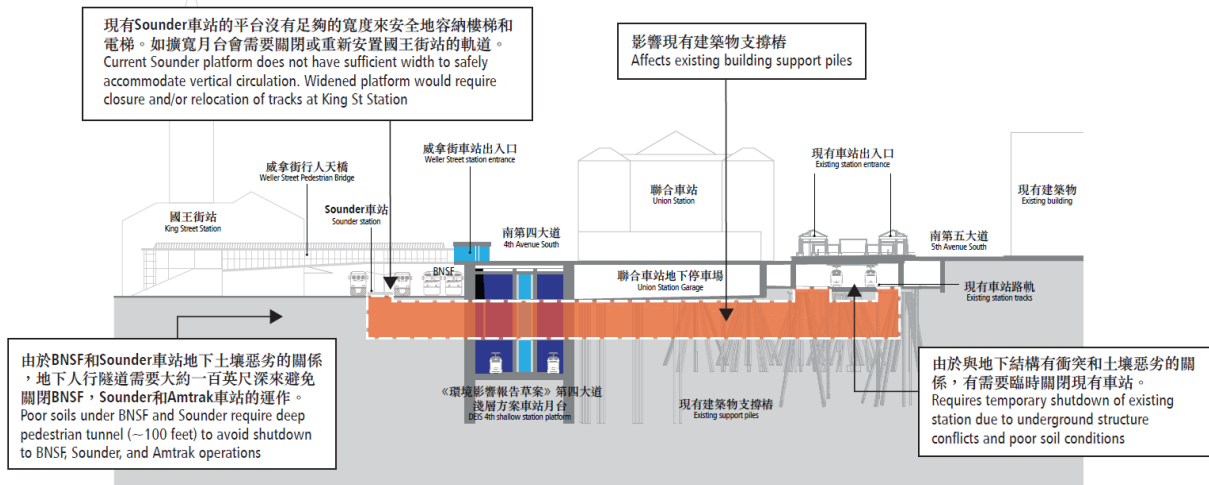 現有Sounder車站的平台沒有足夠的寬度來安全地容納樓梯和
電梯。如擴寬月台會需要關閉或重新安置國王街站的軌道。
Current Sounder platform does not have sufficient width to safely
accommodate vertical circulation. Widened platform would require
closure and/or relocation of tracks at King St Station
影響現有建築物支撐樁
Affects existing building support piles
威拿街車站出入口
Weller Street station entrance
威拿街行人天橋
Weller Street Pedestrian Bridge
現有車站出入口
Existing station entrance
聯合車站
Union Station
現有建築物
Existing building
Sounder車站
Sounder station
國王街站
King Street Station
南第四大道
4th Avenue South
南第五大道
5th Avenue South
BNSF
聯合車站地下停車場
Union Station Garage
現有車站路軌
Existing station tracks
由於BNSF和Sounder車站地下土壤惡劣的關係
，地下人行隧道需要大約一百英尺深來避免
關閉BNSF，Sounder和Amtrak車站的運作。
Poor soils under BNSF and Sounder require deep
pedestrian tunnel (~100 feet) to avoid shutdown
to BNSF, Sounder, and Amtrak operations
《環境影響報告草案》第四大道
淺層方案車站月台
DEIS 4th shallow station platform
現有建築物支撐樁
Existing support piles
由於與地下結構有衝突和土壤惡劣的關
係，有需要臨時關閉現有車站。
Requires temporary shutdown of existing
station due to underground structure
conflicts and poor soil conditions